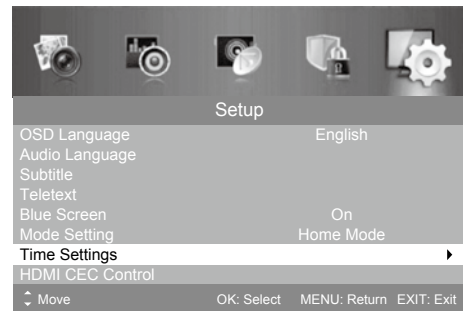 Setup
OSD Language English
Audio Language
Subtitle
Teletext
Blue Screen On
Mode Setting Home Mode
Time Settings
HDMI CEC Control
Move OK: Select MENU: Return EXIT: Exit